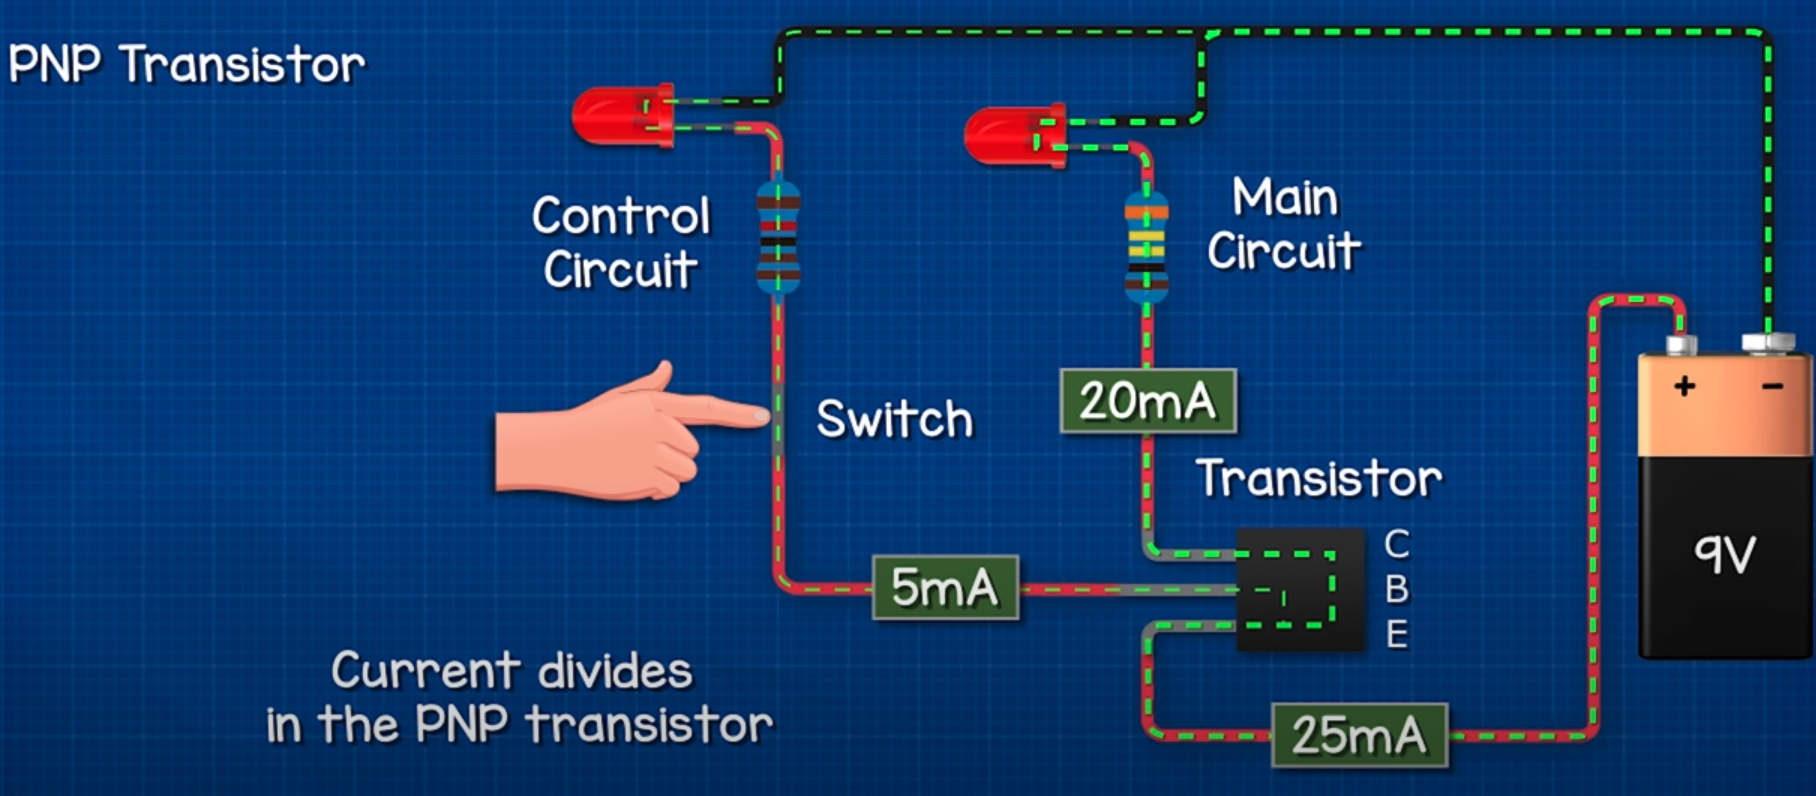 PNP Transistor
Control
Circuit
Main
Circuit
Switch
20mA
Transistor
C
B
E
5mA
25mA
+ −
9V
Current divides
in the PNP transistor